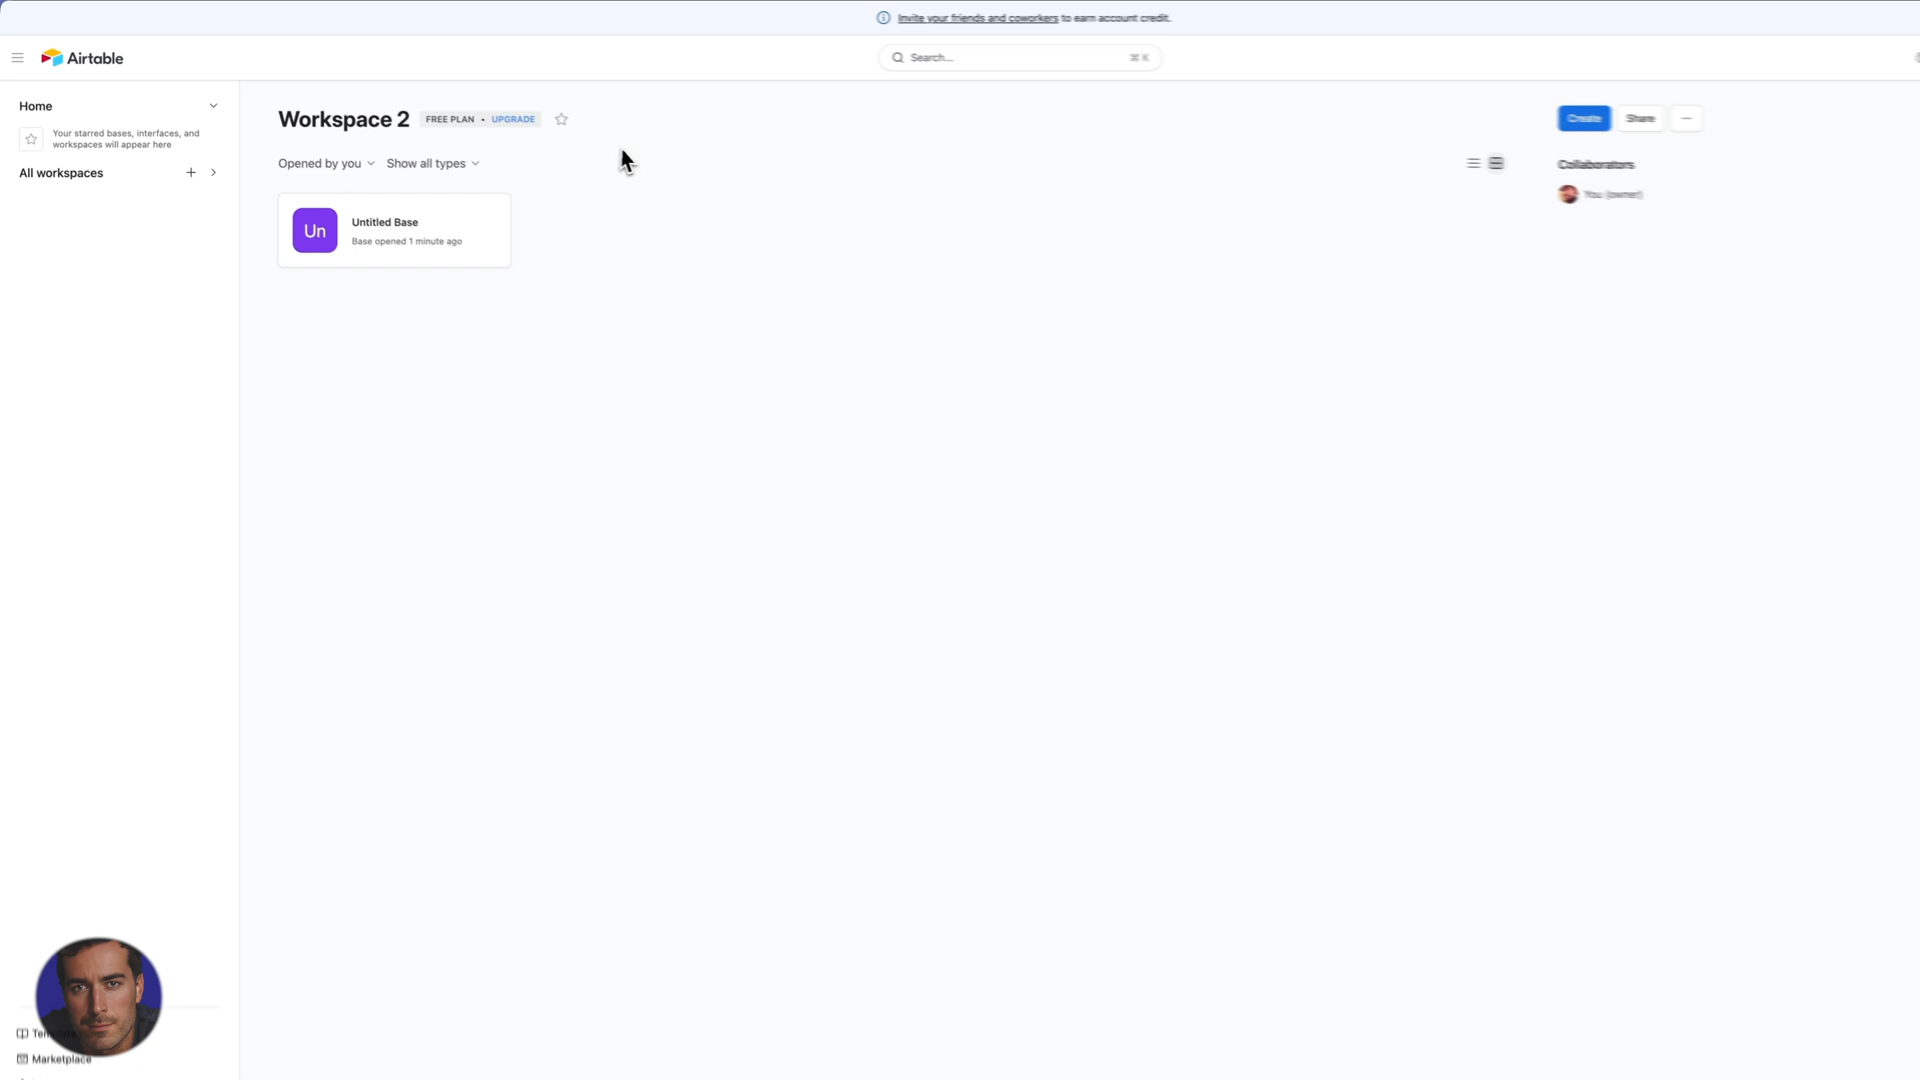 Invite your friends and coworkers to earn account credit.
Airtable
Search...
⌘ K
Home
Your starred bases, interfaces, and
workspaces will appear here
All workspaces
Workspace 2
FREE PLAN • UPGRADE
Create
Share
Opened by you
Show all types
Collaborators
You (owner)
Un
Untitled Base
Base opened 1 minute ago
Marketplace